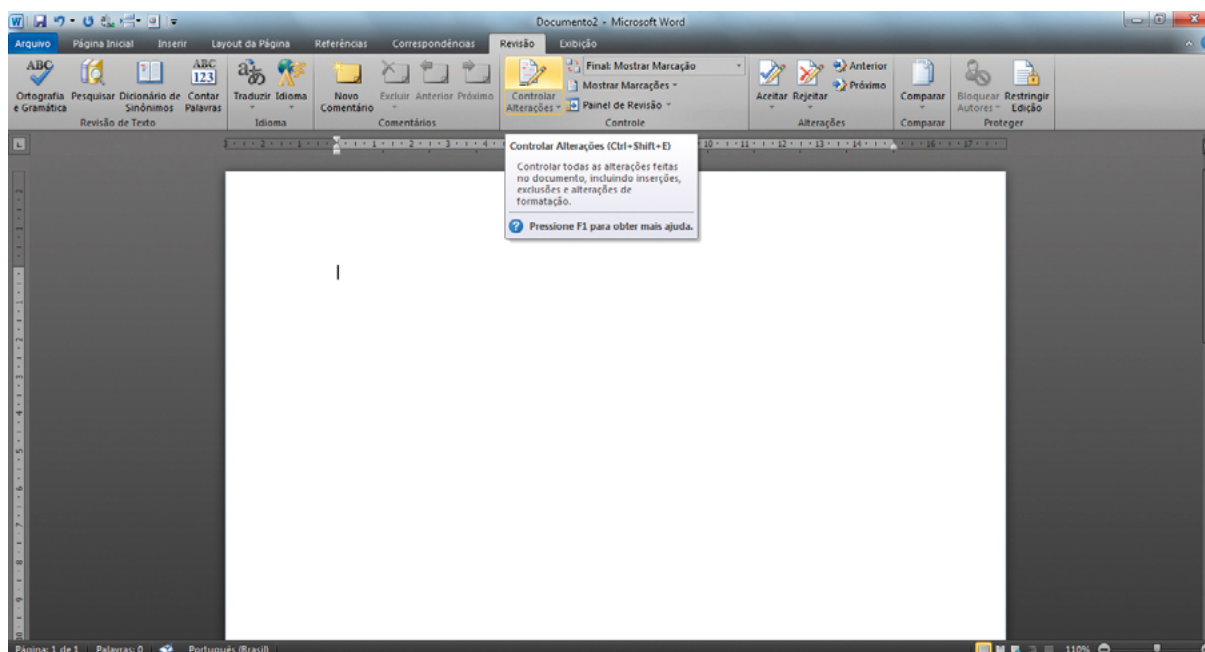 Documento2 - Microsoft Word
Arquivo Página Inicial Inserir Layout da Página Referências Correspondências Revisão Exibição
ABC
Ortografia e Gramática
Pesquisar
Dicionário de Sinônimos
ABC
123
Contar Palavras
Revisão de Texto
Traduzir
Idioma
Idioma
Novo Comentário
Excluir
Anterior
Próximo
Comentários
Controlar Alterações
Final: Mostrar Marcação
Mostrar Marcações
Painel de Revisão
Controle
Aceitar
Rejeitar
Anterior
Próximo
Alterações
Comparar
Comparar
Bloquear Autores
Restringir Edição
Proteger
Controlar Alterações (Ctrl+Shift+E)
Controlar todas as alterações feitas
no documento, incluindo inserções,
exclusões e alterações de
formatação.
Pressione F1 para obter mais ajuda.
Página: 1 de 1 Palavras: 0 Português (Brasil) 110%